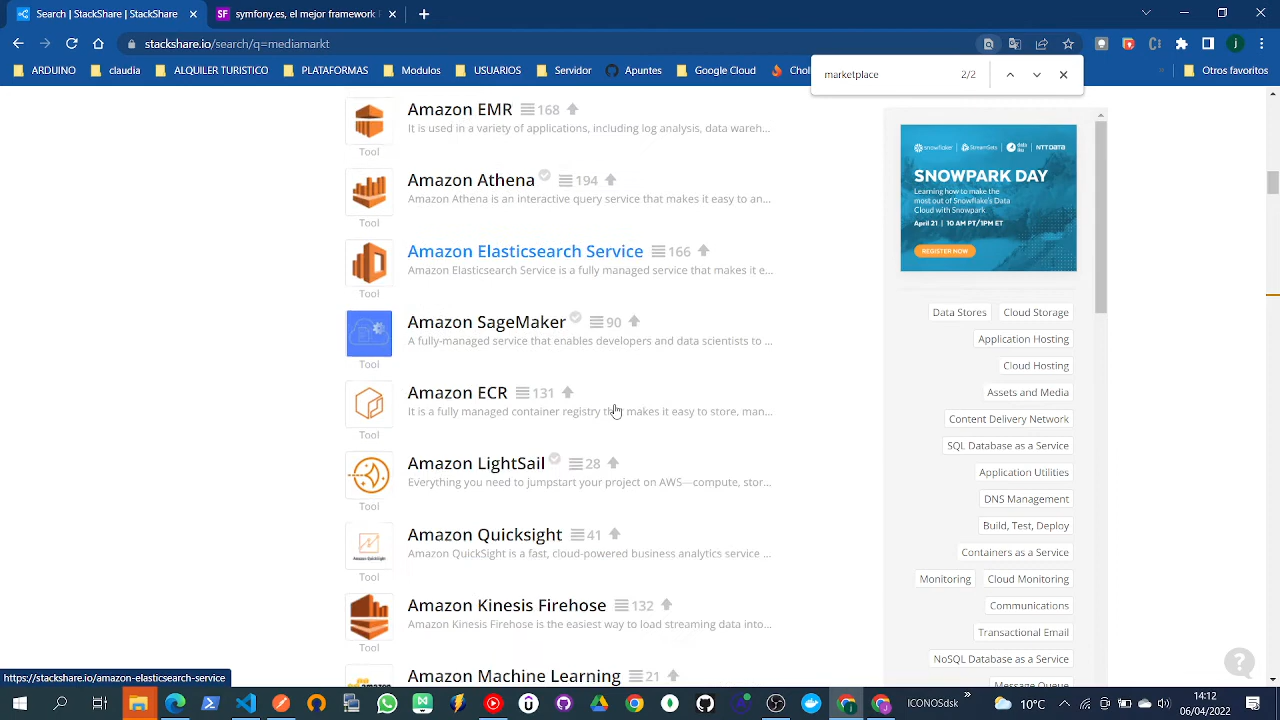 Search | StackShare | StackShare
symfony.es en mi framework
stackshare.io/search/q=mediamarkt
ARDUINO
claudia
ALQUILER TURISTICO
PLATAFORMAS
Modulos
USUARIOS
Servidor
Apuntes
Google Cloud
Otros favoritos
marketplace
2/2
Amazon EMR 168
It is used in a variety of applications, including log analysis, data wareh...
Tool
Amazon Athena 194
Amazon Athena is an interactive query service that makes it easy to an...
Tool
Amazon Elasticsearch Service 166
Amazon Elasticsearch Service is a fully managed service that makes it e...
Tool
Amazon SageMaker 90
A fully-managed service that enables developers and data scientists to ...
Tool
Amazon ECR 131
It is a fully managed container registry that makes it easy to store, man...
Tool
Amazon LightSail 28
Everything you need to jumpstart your project on AWS—compute, stor...
Tool
Amazon Quicksight 41
Amazon QuickSight is a fast, cloud-powered business analytics service ...
Tool
Amazon Kinesis Firehose 132
Amazon Kinesis Firehose is the easiest way to load streaming data into...
Tool
Amazon Machine Learning 21
snowflake StreamSets NTT DATA
SNOWPARK DAY
Learning how to make the
most out of Snowflake's Data
Cloud with Snowpark
April 21 | 10 AM PT/1PM ET
REGISTER NOW
Data Stores Cloud Storage
Application Hosting
Cloud Hosting
Assets and Media
Content Delivery Network
SQL Database as a Service
Application Utilities
DNS Management
Build, Test, Deploy
Containers as a Service
Monitoring Cloud Monitoring
Communications
Transactional Email
NoSQL Database as a Service
Message Queue
https://stackshare.io/amazon-elasticsearch-service
IONOSdock
14:12
06/04/2022